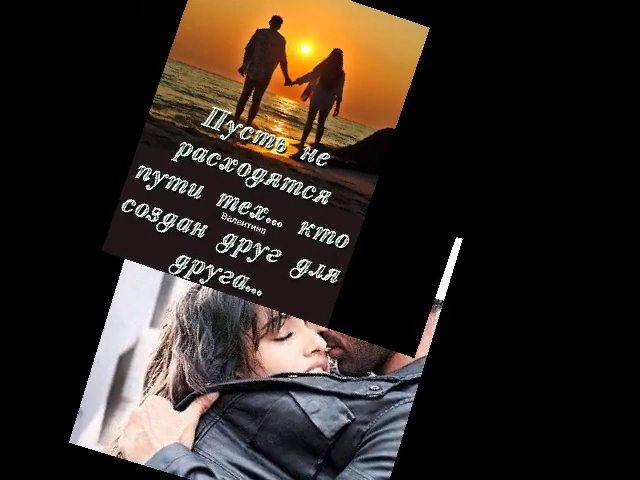 Пусть не
расходятся
пути тех... кто
Валентина
создан друг для
друга...